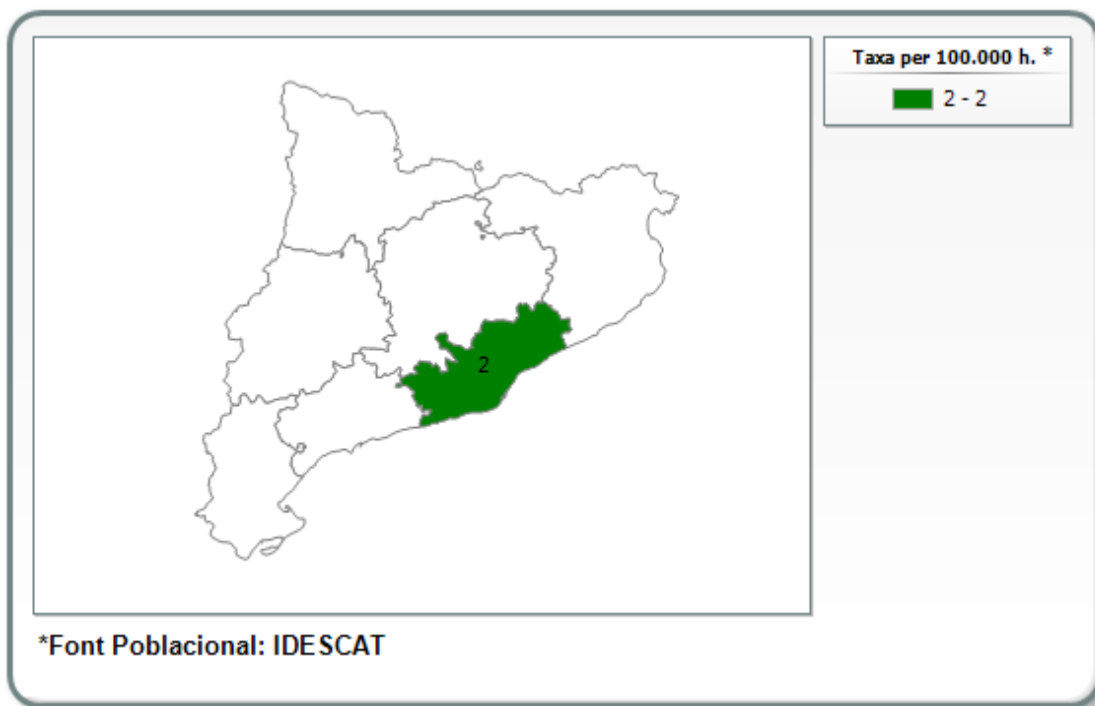 Taxa per 100.000 h. *
2 - 2
2
*Font Poblacional: IDESCAT